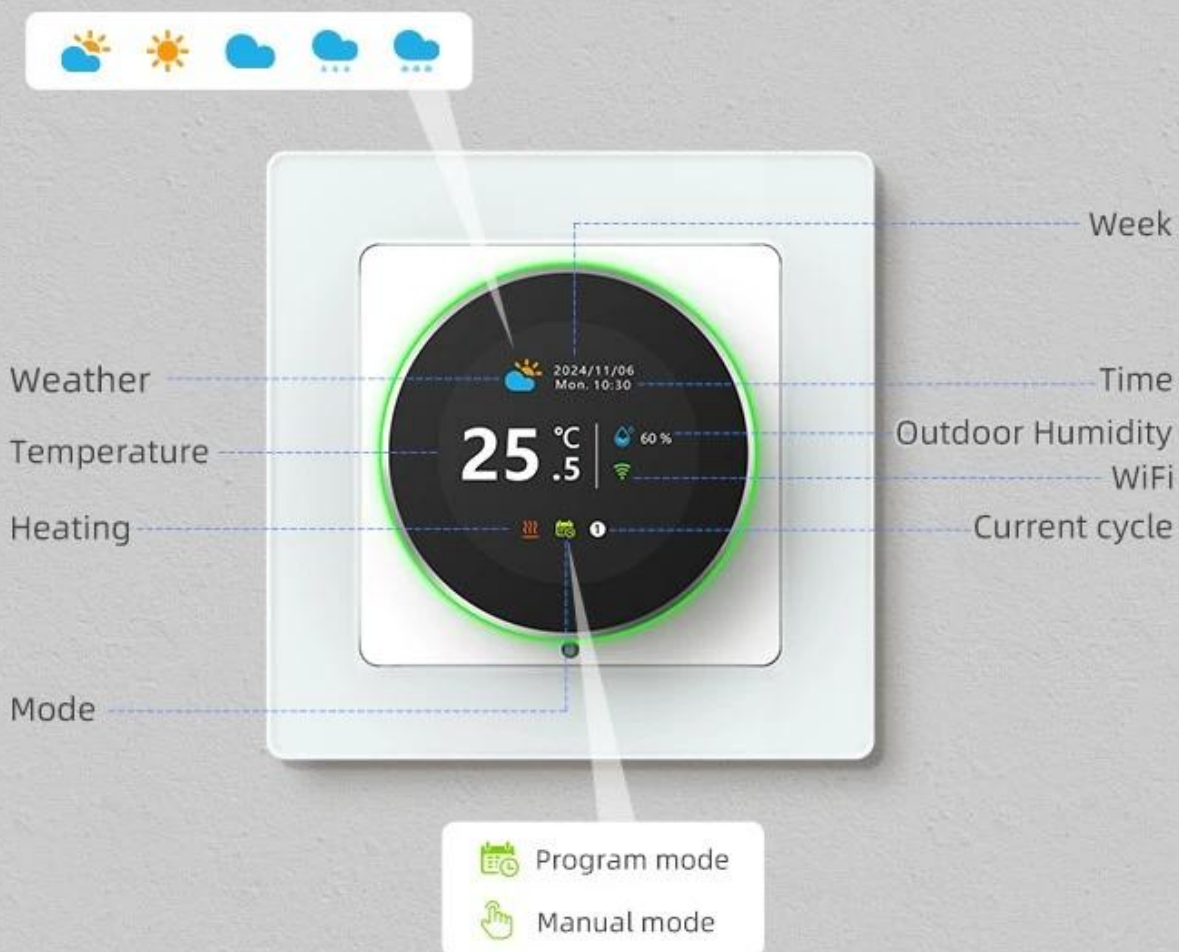 Week
2024/11/06
Mon. 10:30
Weather
Time
25 °C
.5
60 %
Outdoor Humidity
Temperature
WiFi
Heating
1
Current cycle
Mode
Program mode
Manual mode